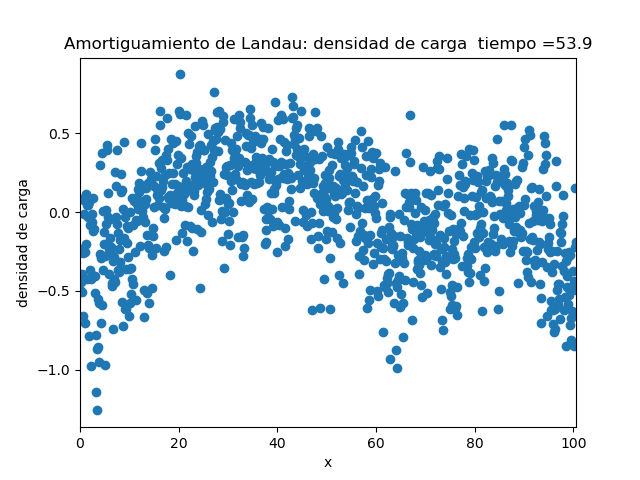 Amortiguamiento de Landau: densidad de carga  tiempo =53.9
densidad de carga
0.5
0.0
−0.5
−1.0
0 20 40 60 80 100
x